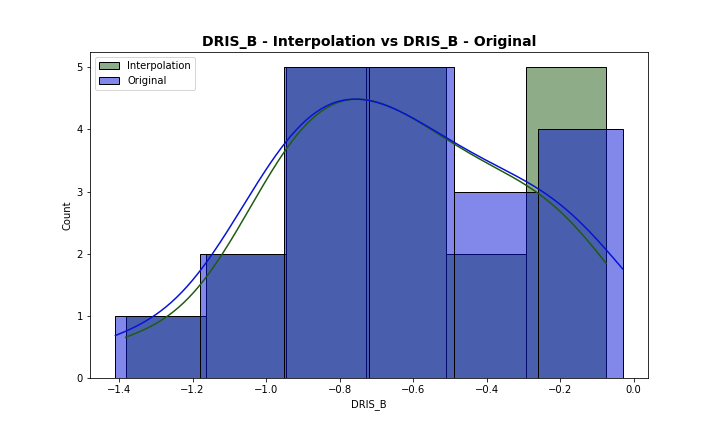 DRIS_B - Interpolation vs DRIS_B - Original
Interpolation
Original
5
4
3
2
1
0
Count
−1.4 −1.2 −1.0 −0.8 −0.6 −0.4 −0.2 0.0
DRIS_B